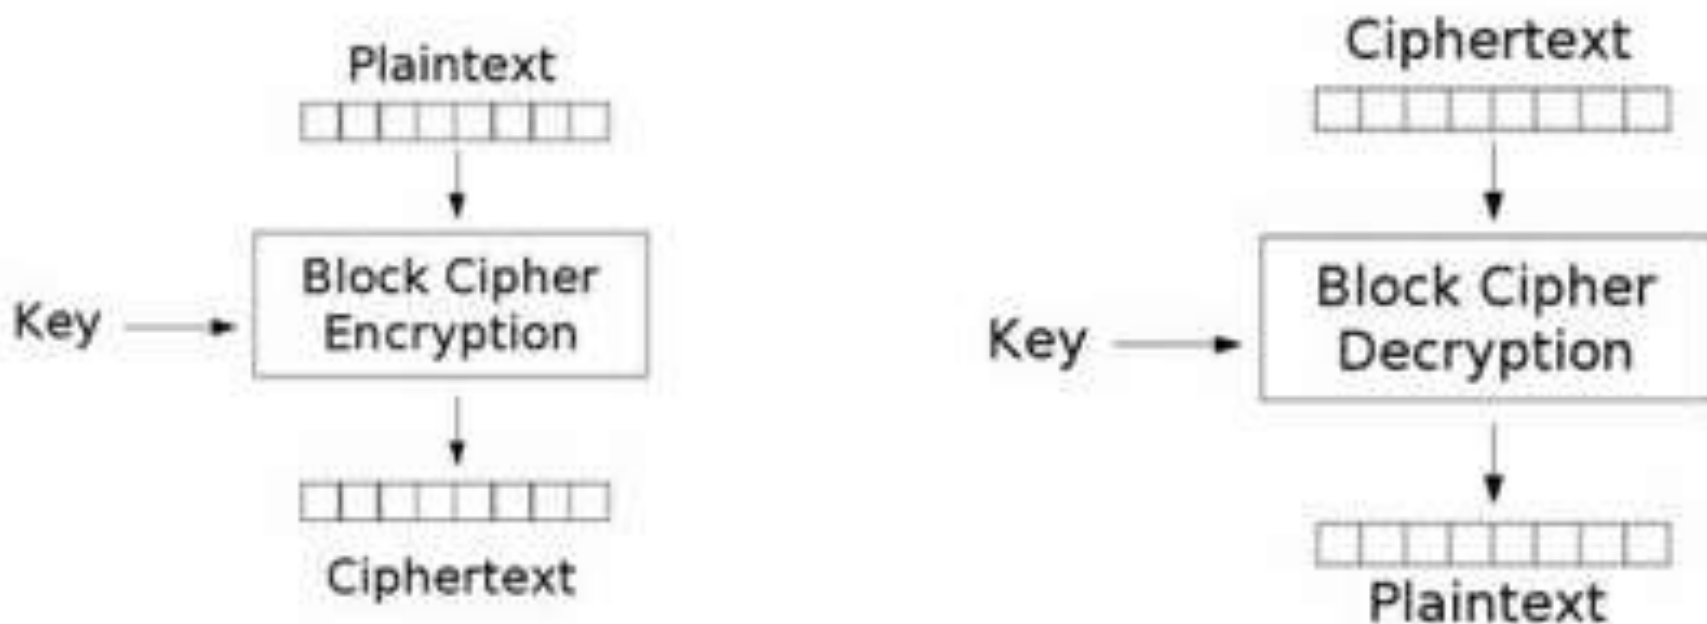 Plaintext
Key
Block Cipher
Encryption
Ciphertext
Ciphertext
Key
Block Cipher
Decryption
Plaintext